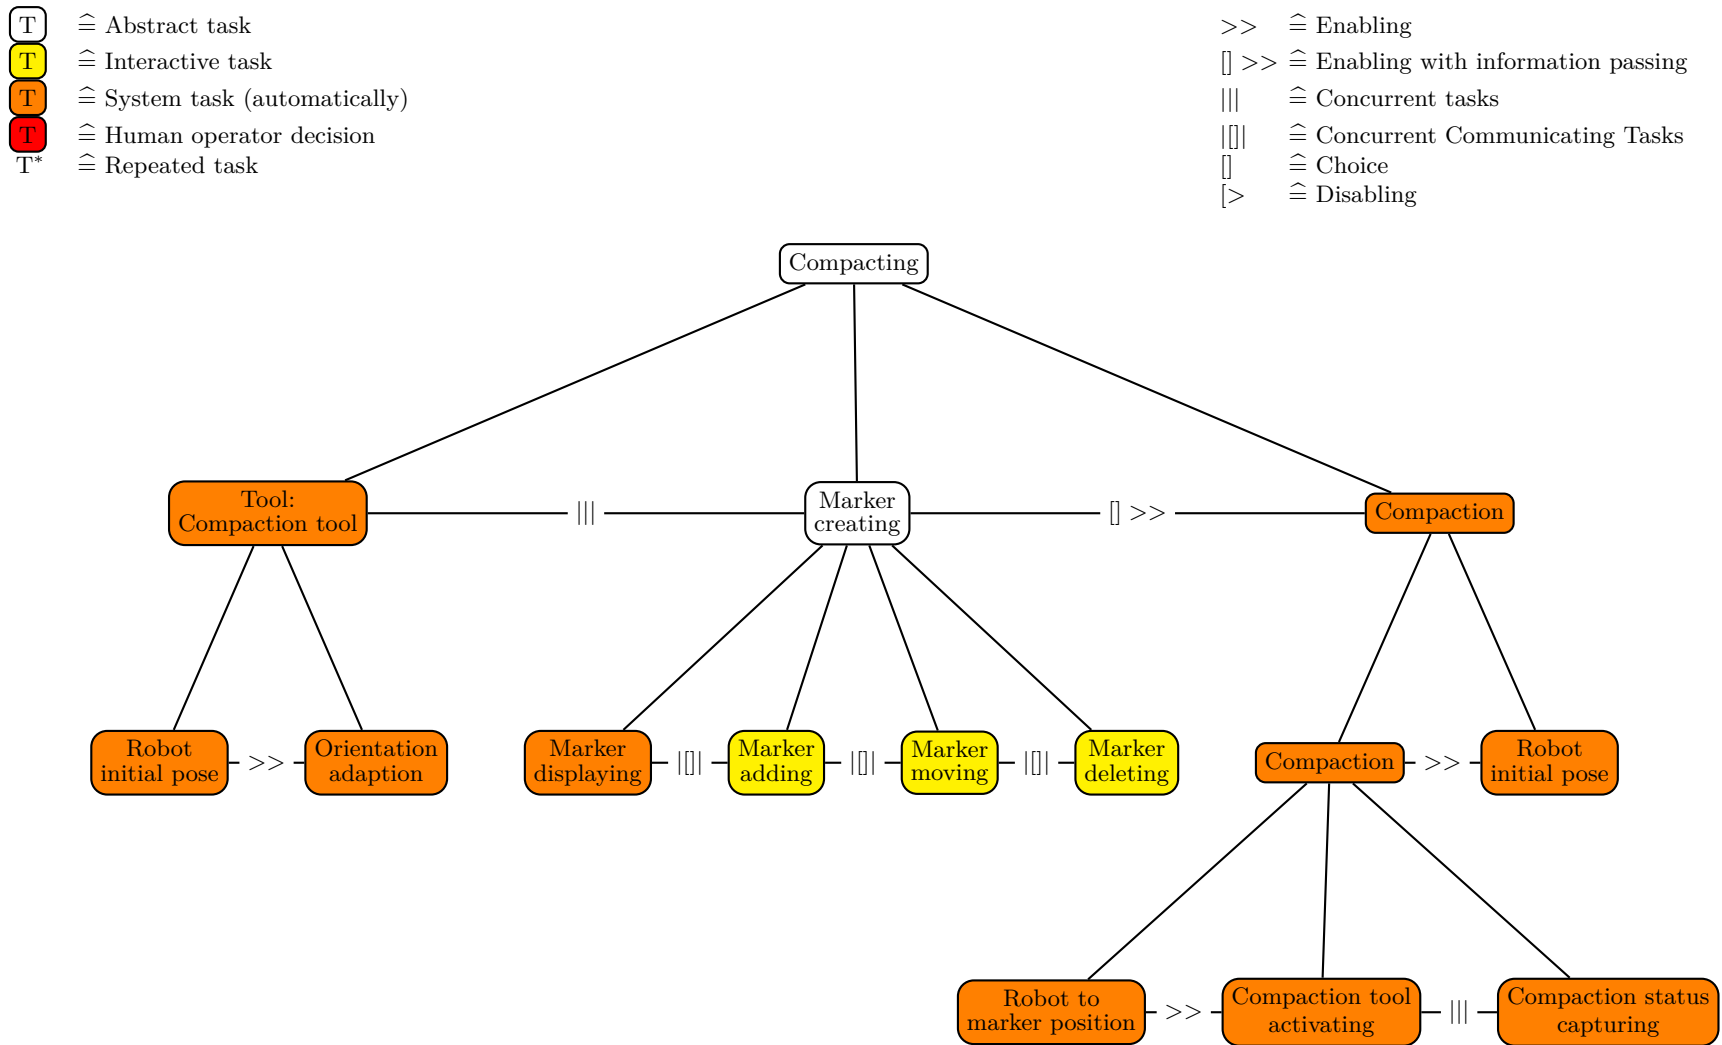 T ≙ Abstract task
T ≙ Interactive task
T ≙ System task (automatically)
T ≙ Human operator decision
T* ≙ Repeated task
>> ≙ Enabling
[] >> ≙ Enabling with information passing
||| ≙ Concurrent tasks
|[]| ≙ Concurrent Communicating Tasks
[] ≙ Choice
[> ≙ Disabling
Compacting
Tool:
Compaction tool
|||
Marker
creating
[] >>
Compaction
Robot
initial pose
>>
Orientation
adaption
Marker
displaying
|[]|
Marker
adding
|[]|
Marker
moving
|[]|
Marker
deleting
Compaction
>>
Robot
initial pose
Robot to
marker position
>>
Compaction tool
activating
|||
Compaction status
capturing